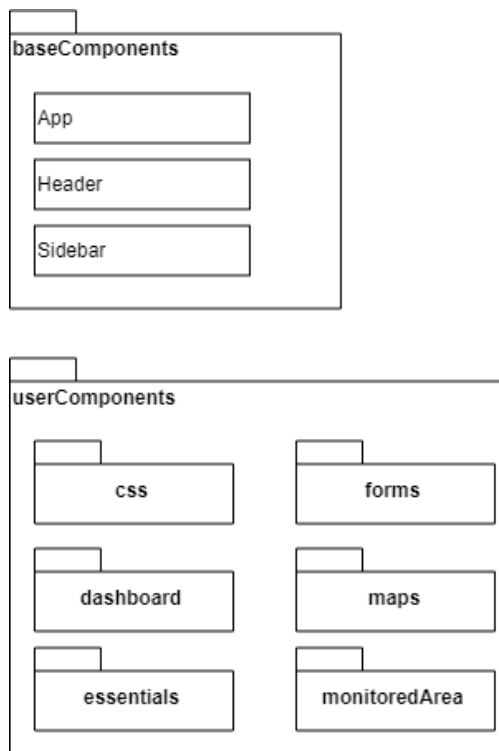 baseComponents
App
Header
Sidebar
userComponents
css
forms
dashboard
maps
essentials
monitoredArea